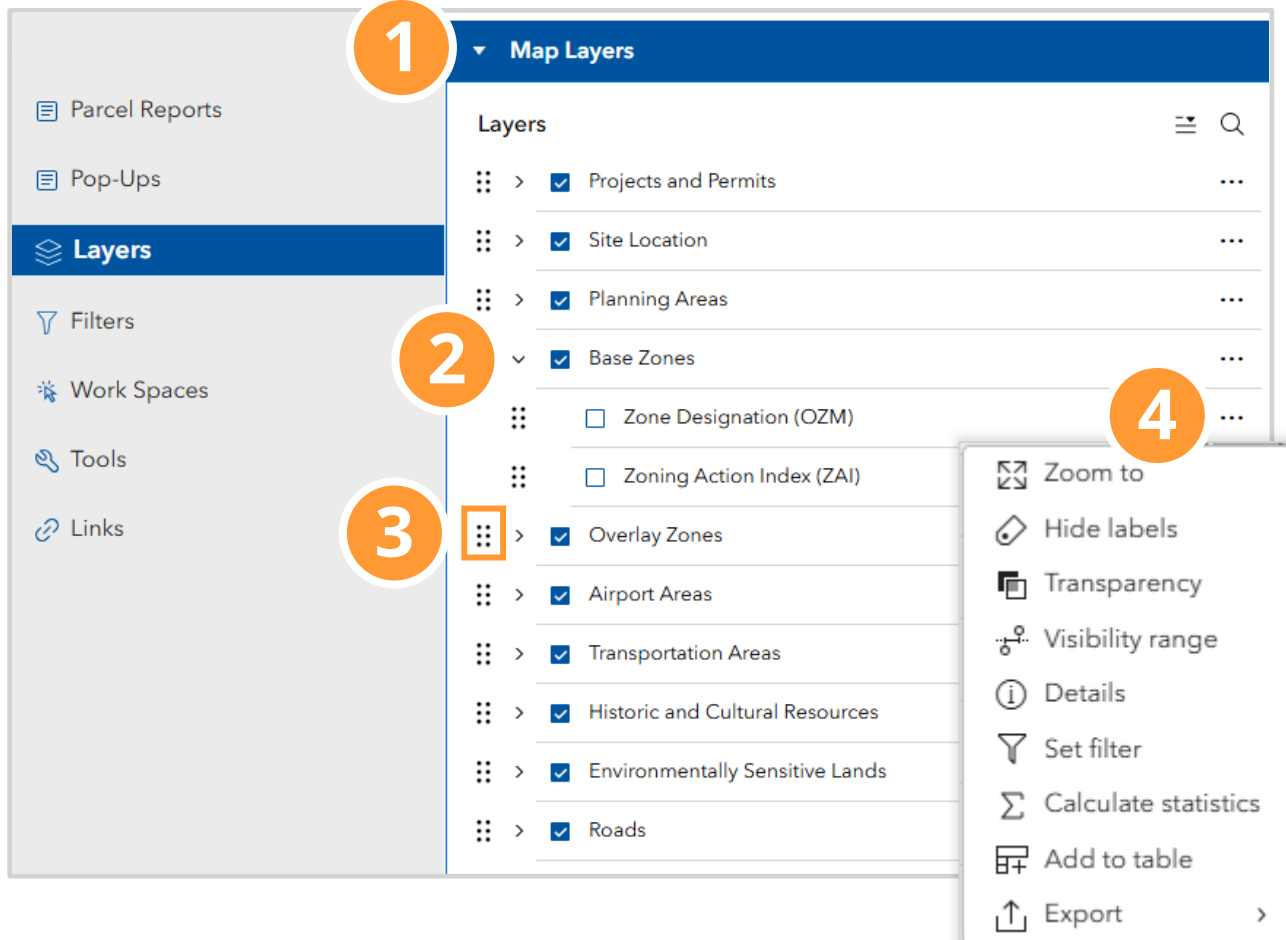 1
Map Layers
Parcel Reports
Pop-Ups
Layers
Filters
Work Spaces
Tools
Links
Layers
Projects and Permits
Site Location
Planning Areas
2
Base Zones
Zone Designation (OZM)
Zoning Action Index (ZAI)
3
Overlay Zones
Airport Areas
Transportation Areas
Historic and Cultural Resources
Environmentally Sensitive Lands
Roads
4
Zoom to
Hide labels
Transparency
Visibility range
Details
Set filter
Calculate statistics
Add to table
Export